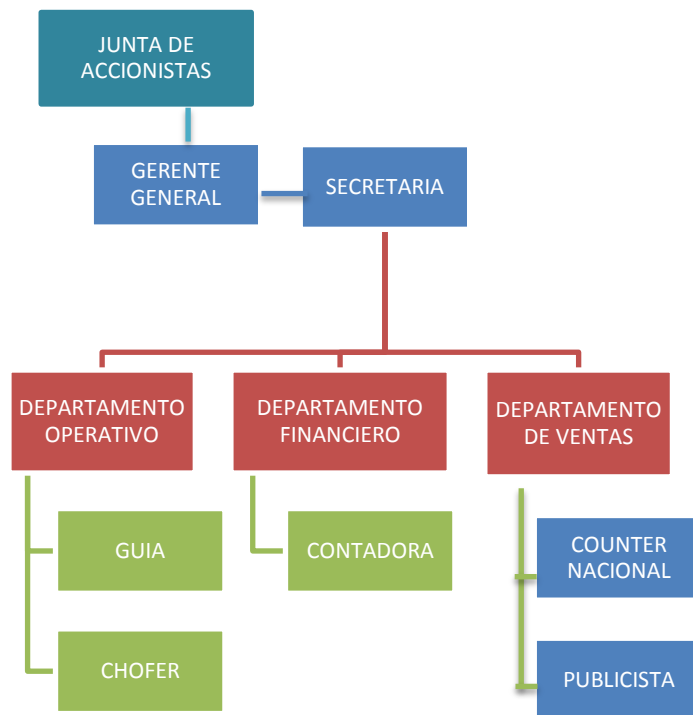 JUNTA DE
ACCIONISTAS
GERENTE
GENERAL
SECRETARIA
DEPARTAMENTO
OPERATIVO
DEPARTAMENTO
FINANCIERO
DEPARTAMENTO
DE VENTAS
GUIA
CONTADORA
COUNTER
NACIONAL
CHOFER
PUBLICISTA